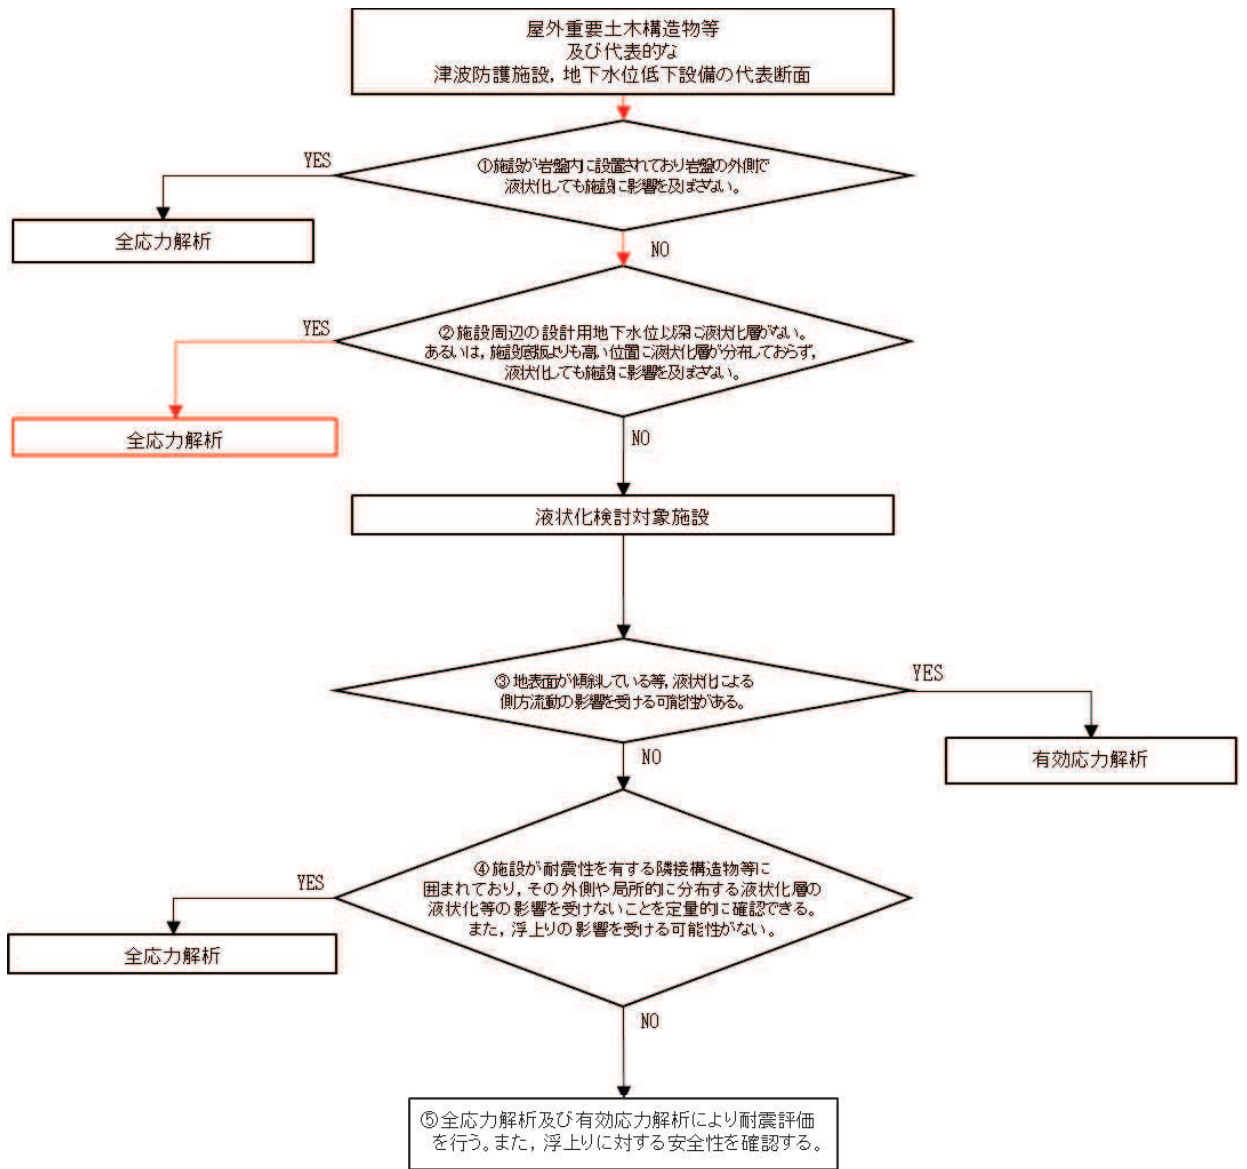 屋外重要土木構造物等
及び代表的な
津波防護施設，地下水位低下設備の代表断面
YES
①施設が岩盤内に設置されており岩盤の外側で
液状化しても施設に影響を及ぼさない。
全応力解析
NO
YES
②施設周辺の設計用地下水位以深に液状化層がない。
あるいは，施設底版よりも高い位置に液状化層が分布しておらず，
液状化しても施設に影響を及ぼさない。
全応力解析
NO
液状化検討対象施設
③地表面が傾斜している等，液状化による
側方流動の影響を受ける可能性がある。
YES
有効応力解析
NO
YES
④施設が耐震性を有する隣接構造物等に
囲まれており，その外側や局所的に分布する液状化層の
液状化等の影響を受けないことを定量的に確認できる。
また，浮上りの影響を受ける可能性がない。
全応力解析
NO
⑤全応力解析及び有効応力解析により耐震評価
を行う。また，浮上りに対する安全性を確認する。